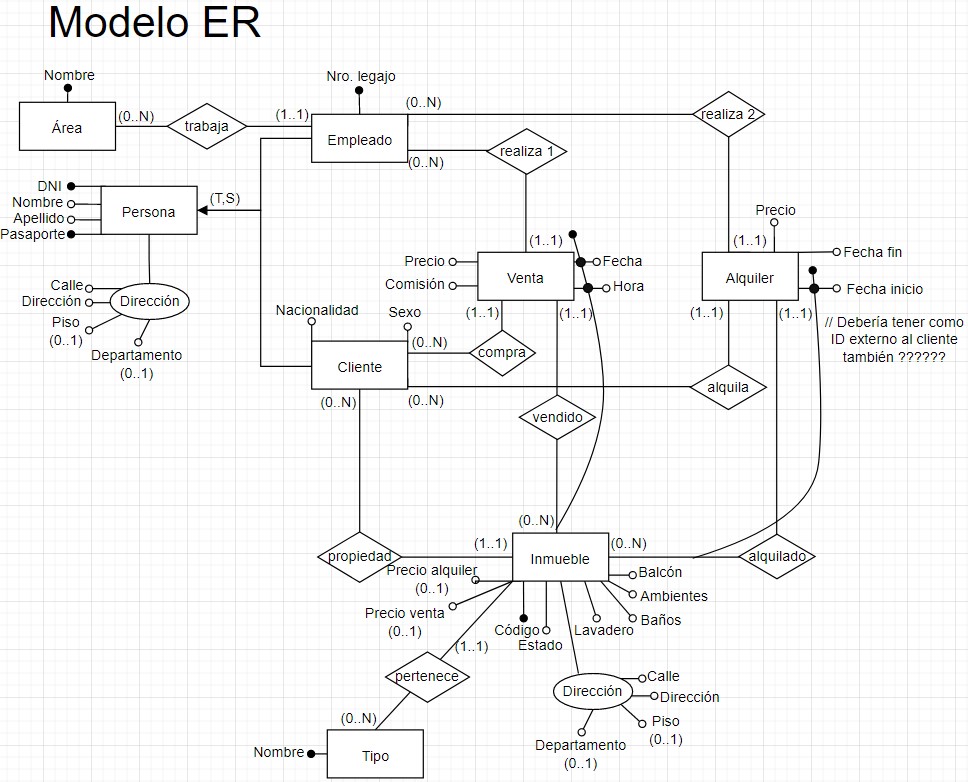 Modelo ER
Nombre
Área
(0..N)
trabaja
(1..1)
Nro. legajo
Empleado
(0..N)
(0..N)
realiza 1
realiza 2
DNI
Nombre
Apellido
Pasaporte
Persona
(T,S)
Calle
Dirección
Piso
(0..1)
Dirección
Departamento
(0..1)
Precio
Comisión
(1..1)
Venta
Fecha
Hora
(1..1)
(1..1)
Precio
(1..1)
Alquiler
Fecha fin
Fecha inicio
(1..1)
(1..1)
// Debería tener como
ID externo al cliente
también ??????
Nacionalidad
Sexo
Cliente
(0..N)
compra
(0..N)
(0..N)
alquila
vendido
(0..N)
propiedad
(1..1)
Inmueble
(0..N)
alquilado
Precio alquiler
(0..1)
Precio venta
(0..1)
Código
Estado
Lavadero
Balcón
Ambientes
Baños
(1..1)
pertenece
(0..N)
Nombre
Tipo
Dirección
Calle
Dirección
Piso
(0..1)
Departamento
(0..1)